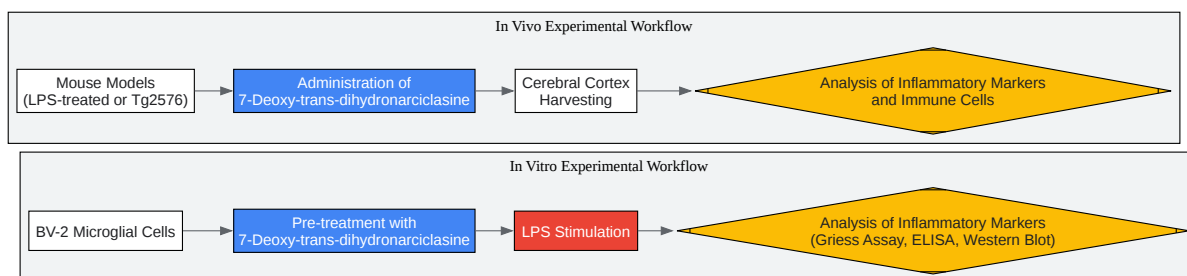 In Vivo Experimental Workflow
Mouse Models
(LPS-treated or Tg2576)
Administration of
7-Deoxy-trans-dihydronarciclasine
Cerebral Cortex
Harvesting
Analysis of Inflammatory Markers
and Immune Cells
In Vitro Experimental Workflow
BV-2 Microglial Cells
Pre-treatment with
7-Deoxy-trans-dihydronarciclasine
LPS Stimulation
Analysis of Inflammatory Markers
(Griess Assay, ELISA, Western Blot)